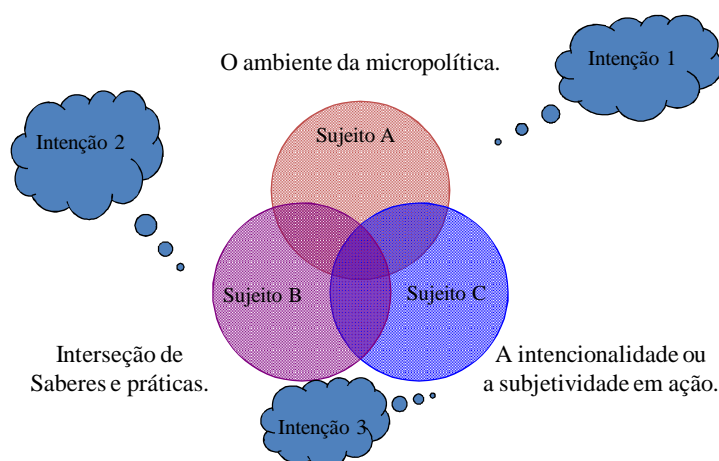 Intenção 1
O ambiente da micropolítica.
Intenção 2
Sujeito A
Sujeito B
Sujeito C
Interseção de
Saberes e práticas.
A intencionalidade ou
a subjetividade em ação.
Intenção 3